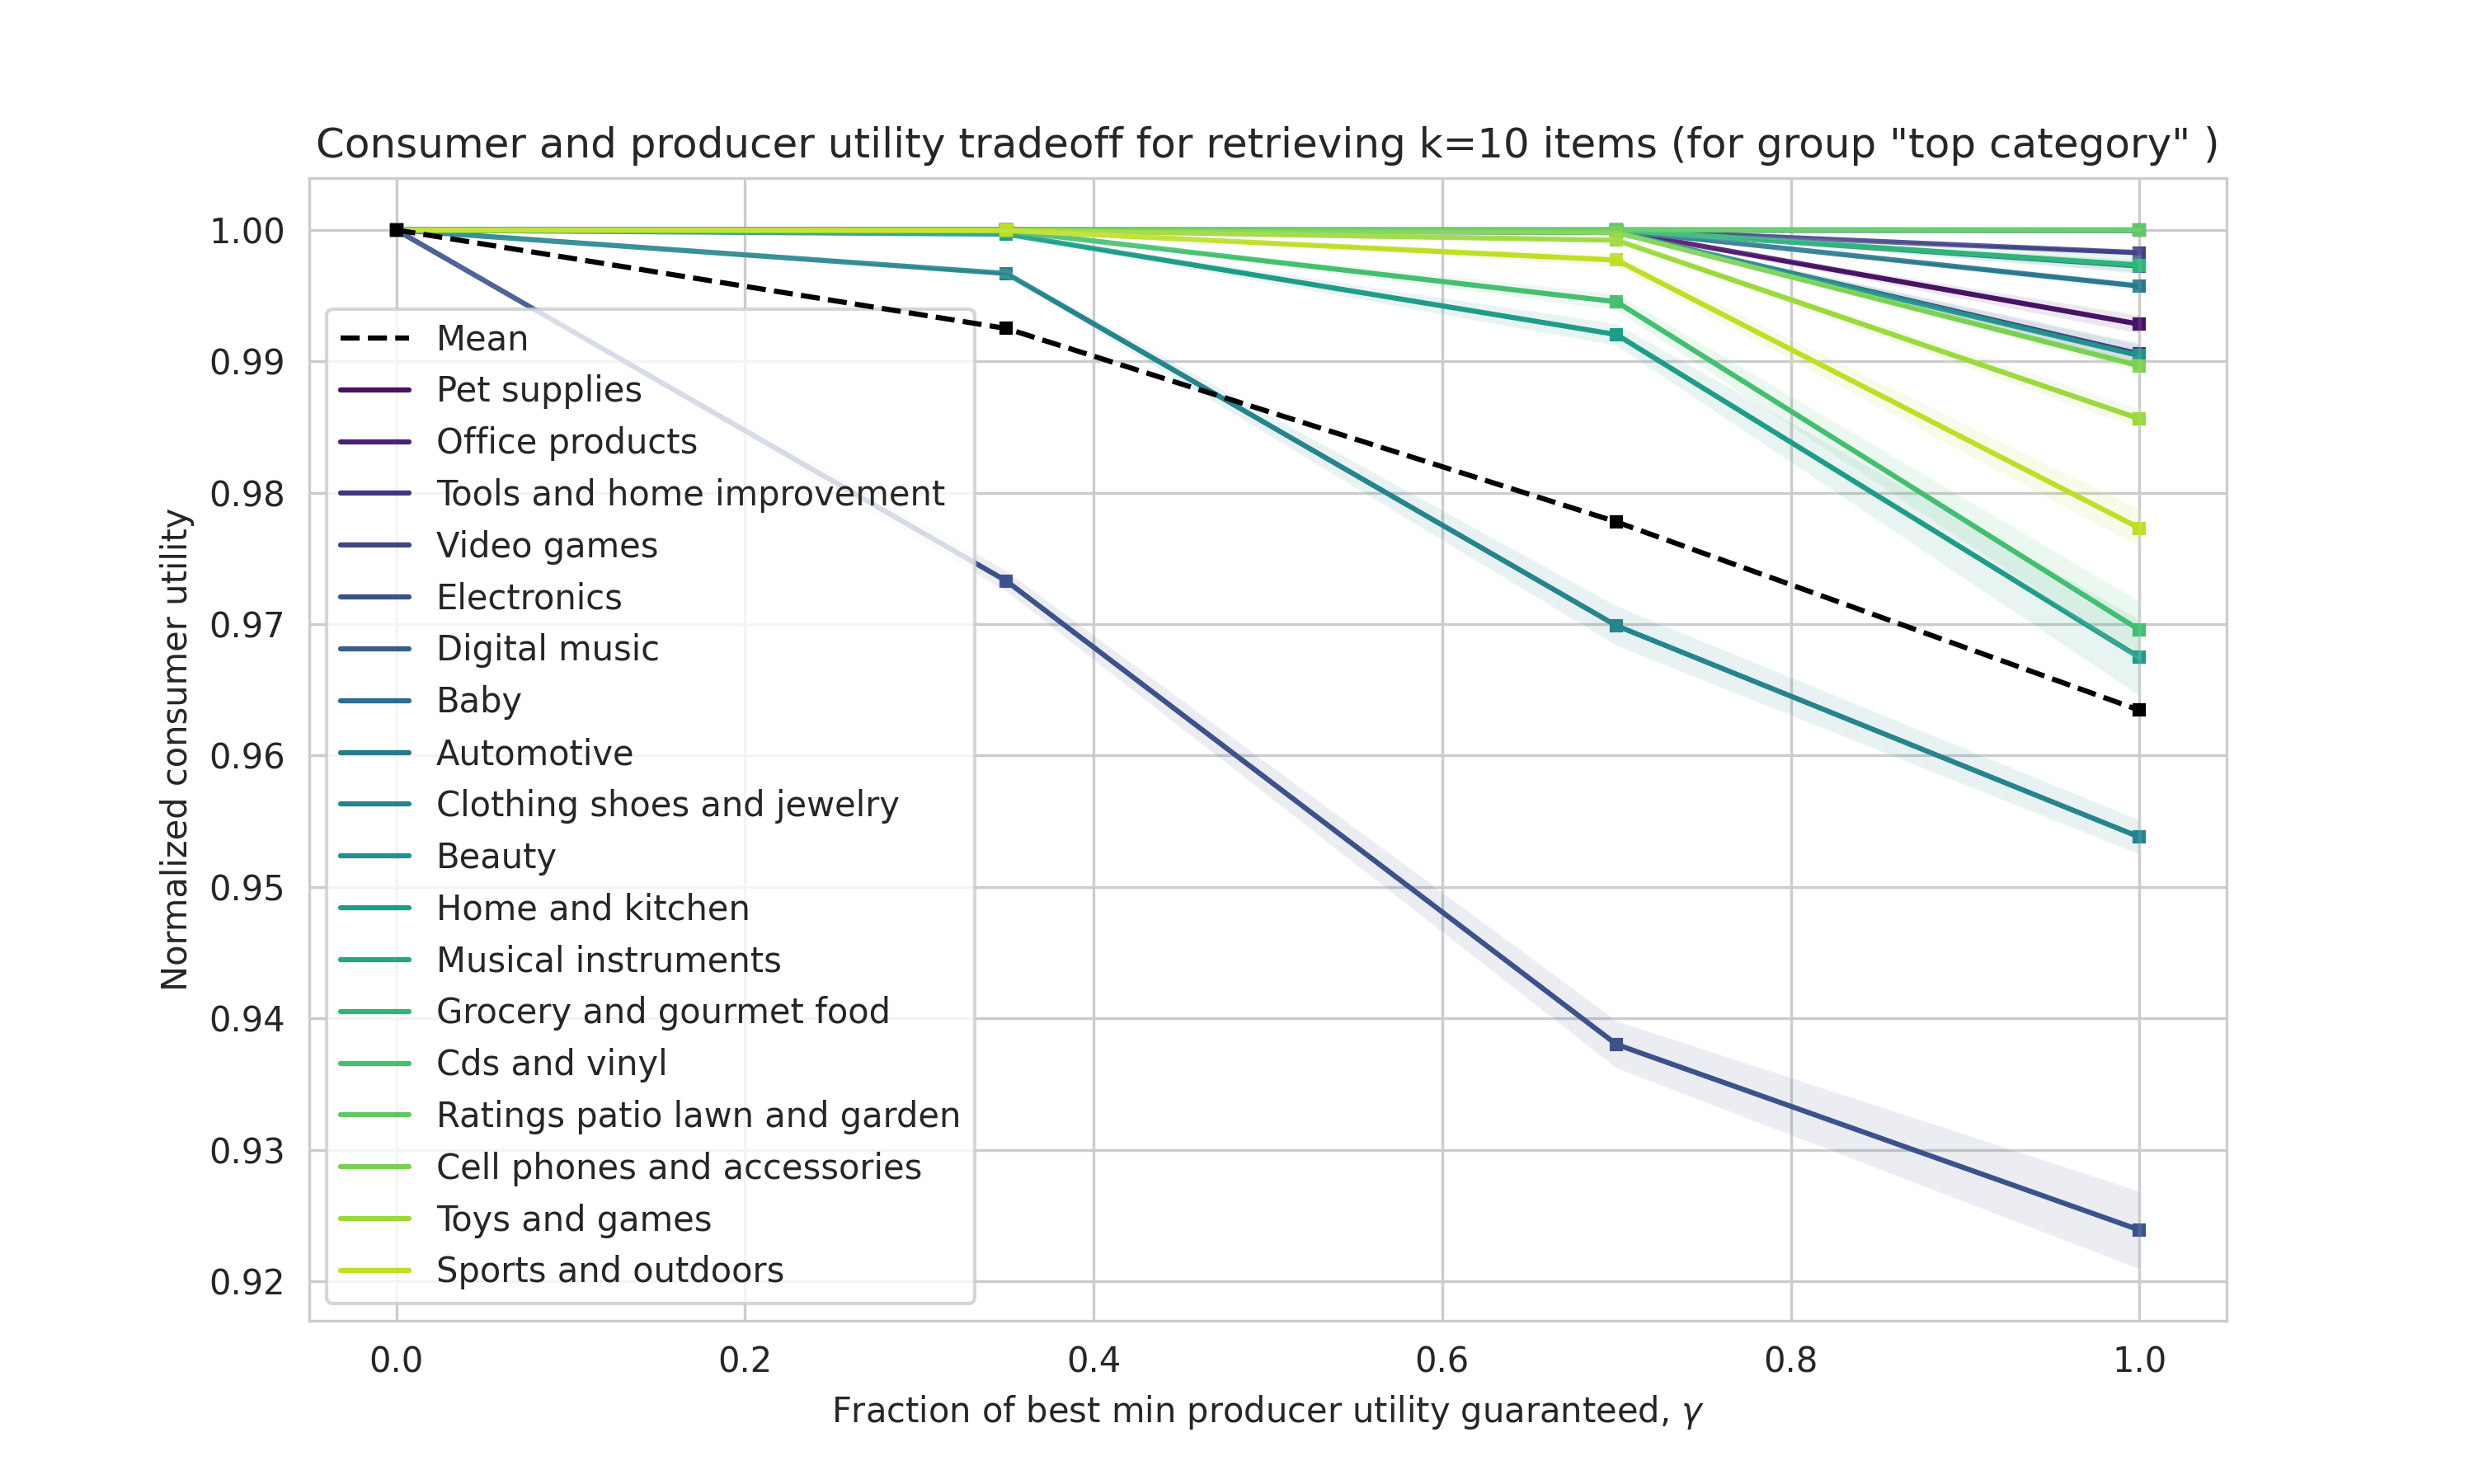 Consumer and producer utility tradeoff for retrieving k=10 items (for group "top category" )
Normalized consumer utility
1.00
0.99
0.98
0.97
0.96
0.95
0.94
0.93
0.92
Mean
Pet supplies
Office products
Tools and home improvement
Video games
Electronics
Digital music
Baby
Automotive
Clothing shoes and jewelry
Beauty
Home and kitchen
Musical instruments
Grocery and gourmet food
Cds and vinyl
Ratings patio lawn and garden
Cell phones and accessories
Toys and games
Sports and outdoors
0.0 0.2 0.4 0.6 0.8 1.0
Fraction of best min producer utility guaranteed, γ